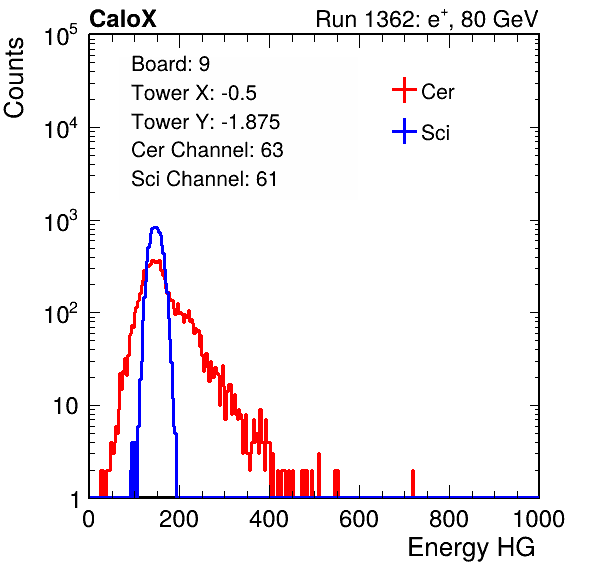 CaloX Run 1362: e⁺, 80 GeV
Counts
10⁵
10⁴
10³
10²
10
1
Board: 9
Tower X: -0.5
Tower Y: -1.875
Cer Channel: 63
Sci Channel: 61
Cer
Sci
0 200 400 600 800 1000
Energy HG